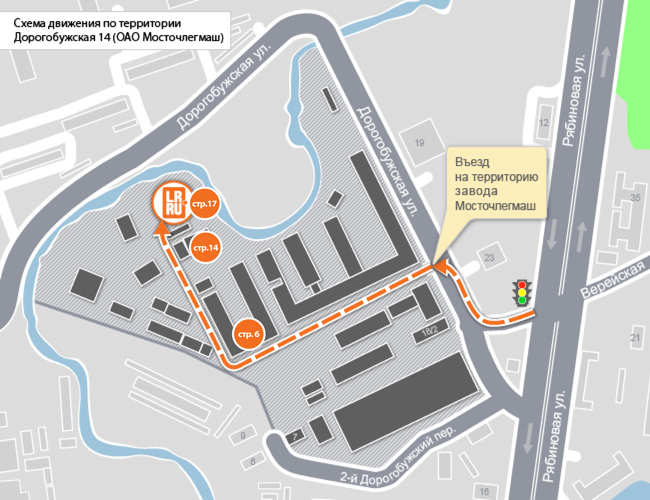 Схема движения по территории
Дорогобужская 14 (ОАО Мосточлегмаш)
Дорогобужская ул.
Дорогобужская ул.
Рябиновая ул.
19
12
Въезд
на территорию
завода
Мосточлегмаш
35
LR.
RU
стр.17
стр.14
23
Верейская
стр.6
18/2
21
Рябиновая ул.
9
8
7
2-й Дорогобужский пер.
16